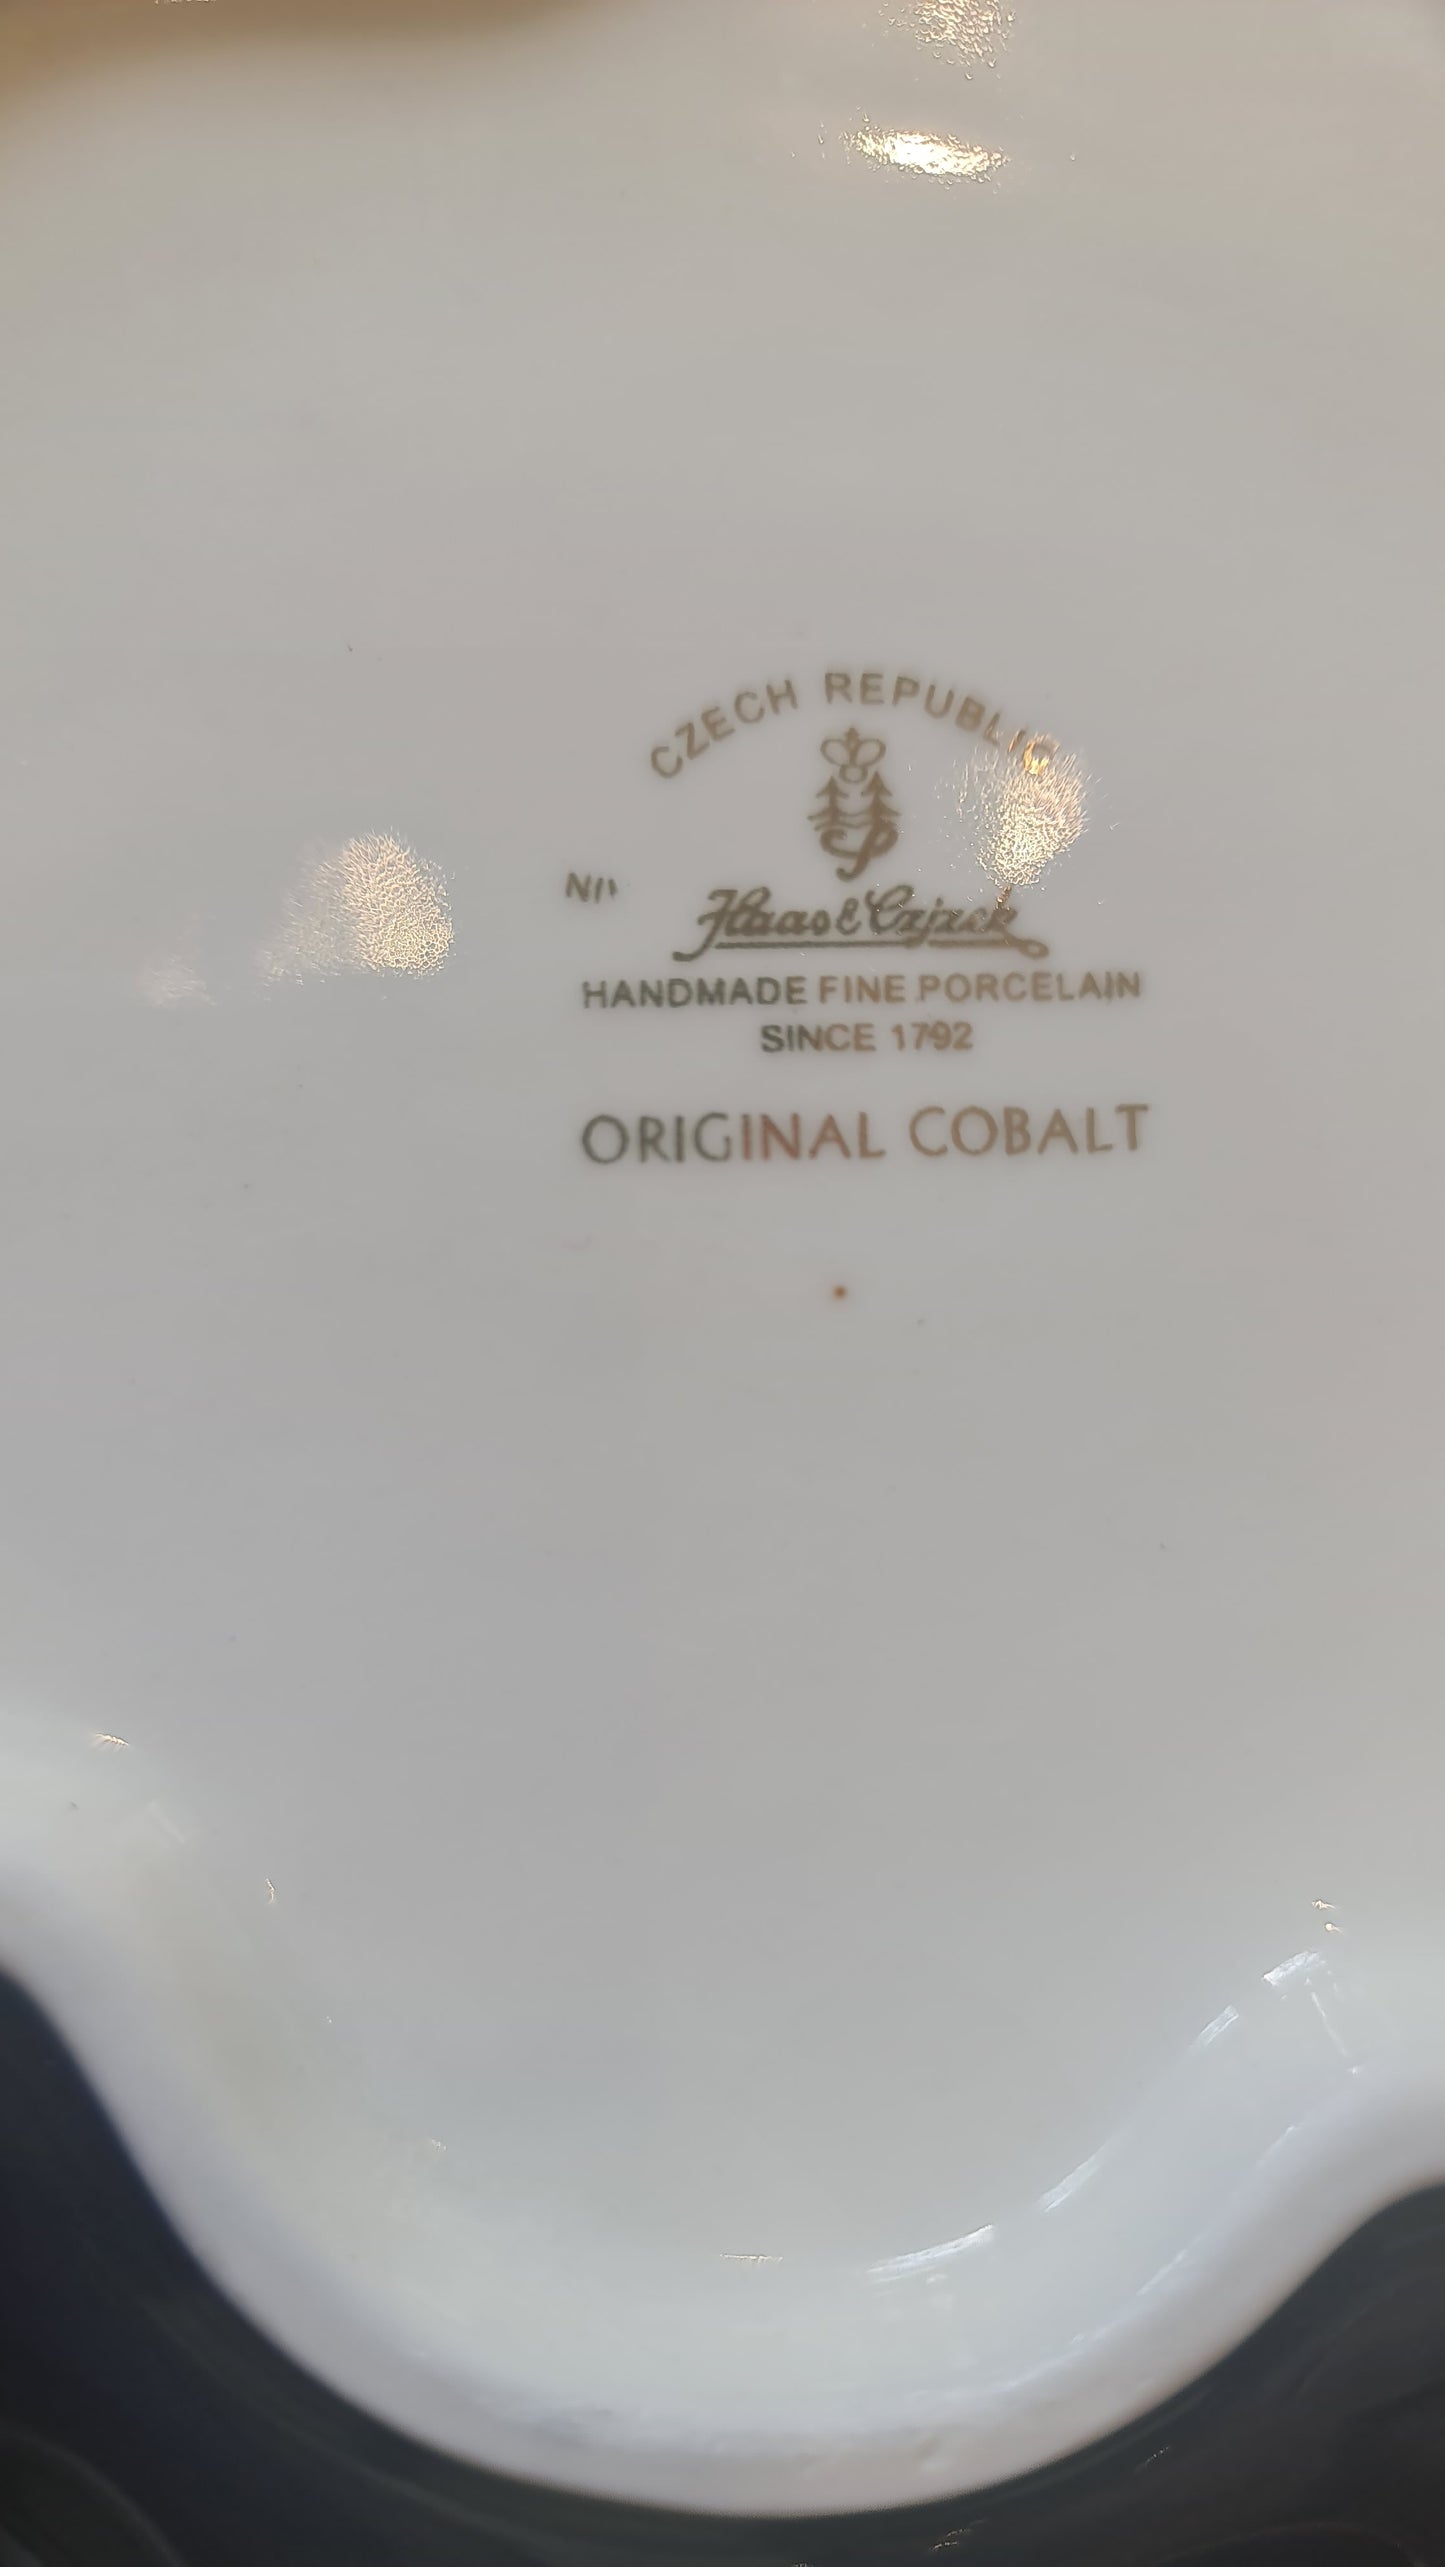 CZECH REPUBLIC
Haas & Czjzek
HANDMADE FINE PORCELAIN
SINCE 1792
ORIGINAL COBALT